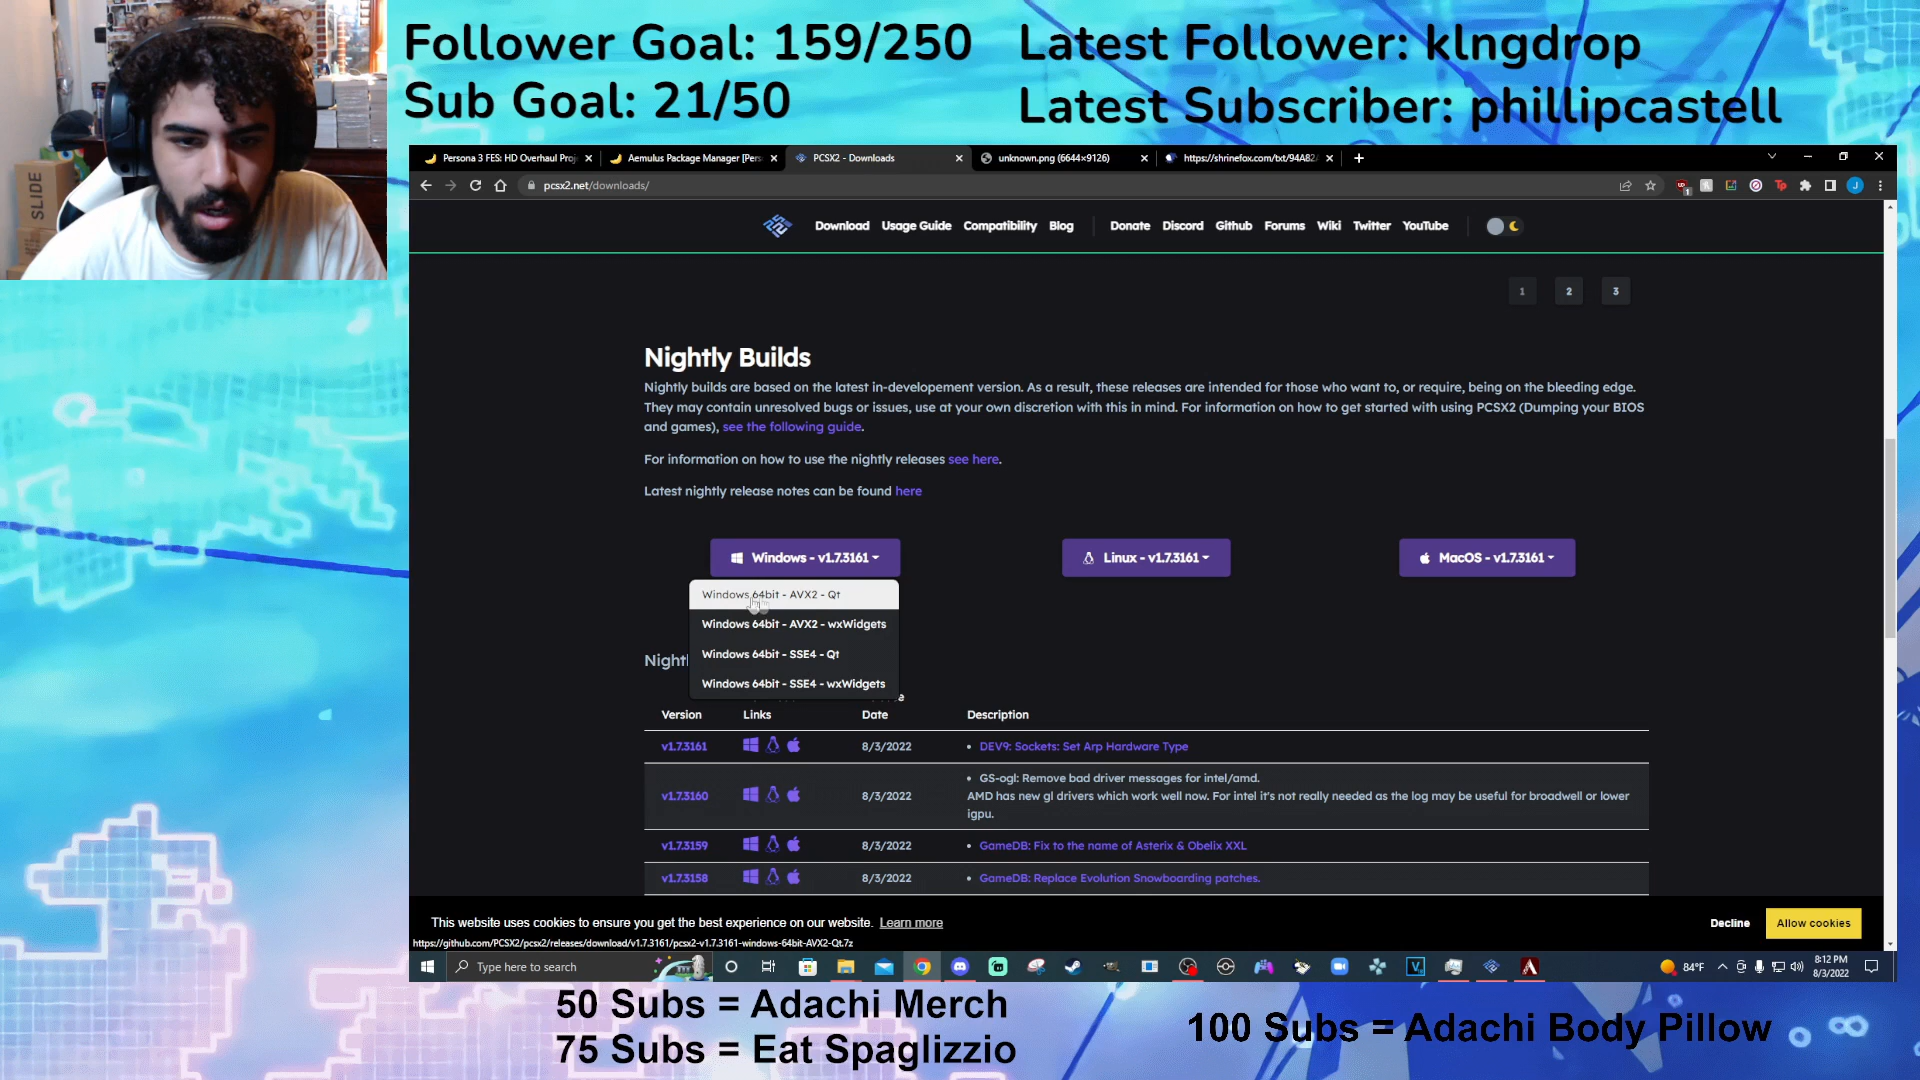 Follower Goal: 159/250
Latest Follower: klngdrop
Sub Goal: 21/50
Latest Subscriber: phillipcastell
SLIDE
Persona 3 FES: HD Overhaul Proj
Aemulus Package Manager [Pers
PCSX2 - Downloads
unknown.png (6644×9126)
https://shrinefox.com/txt/94A82
pcsx2.net/downloads/
Download Usage Guide Compatibility Blog Donate Discord Github Forums Wiki Twitter YouTube
1 2 3
Nightly Builds
Nightly builds are based on the latest in-developement version. As a result, these releases are intended for those who want to, or require, being on the bleeding edge.
They may contain unresolved bugs or issues, use at your own discretion with this in mind. For information on how to get started with using PCSX2 (Dumping your BIOS
and games), see the following guide.
For information on how to use the nightly releases see here.
Latest nightly release notes can be found here
Windows - v1.7.3161
Linux - v1.7.3161
MacOS - v1.7.3161
Windows 64bit - AVX2 - Qt
Windows 64bit - AVX2 - wxWidgets
Windows 64bit - SSE4 - Qt
Windows 64bit - SSE4 - wxWidgets
Nightl
Version Links Date Description
v1.7.3161 8/3/2022 DEV9: Sockets: Set Arp Hardware Type
v1.7.3160 8/3/2022 GS-ogl: Remove bad driver messages for intel/amd.
AMD has new gl drivers which work well now. For intel it's not really needed as the log may be useful for broadwell or lower
igpu.
v1.7.3159 8/3/2022 GameDB: Fix to the name of Asterix & Obelix XXL
v1.7.3158 8/3/2022 GameDB: Replace Evolution Snowboarding patches.
This website uses cookies to ensure you get the best experience on our website. Learn more
Decline
Allow cookies
https://github.com/PCSX2/pcsx2/releases/download/v1.7.3161/pcsx2-v1.7.3161-windows-64bit-AVX2-Qt.7z
Type here to search
84°F
8:12 PM
8/3/2022
50 Subs = Adachi Merch
75 Subs = Eat Spaglizzio
100 Subs = Adachi Body Pillow